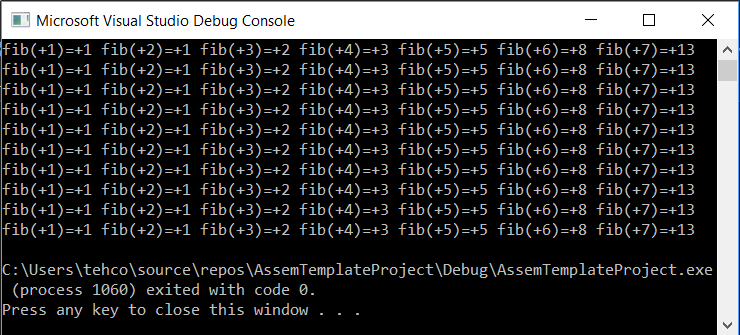 Microsoft Visual Studio Debug Console
fib(+1)=+1 fib(+2)=+1 fib(+3)=+2 fib(+4)=+3 fib(+5)=+5 fib(+6)=+8 fib(+7)=+13
fib(+1)=+1 fib(+2)=+1 fib(+3)=+2 fib(+4)=+3 fib(+5)=+5 fib(+6)=+8 fib(+7)=+13
fib(+1)=+1 fib(+2)=+1 fib(+3)=+2 fib(+4)=+3 fib(+5)=+5 fib(+6)=+8 fib(+7)=+13
fib(+1)=+1 fib(+2)=+1 fib(+3)=+2 fib(+4)=+3 fib(+5)=+5 fib(+6)=+8 fib(+7)=+13
fib(+1)=+1 fib(+2)=+1 fib(+3)=+2 fib(+4)=+3 fib(+5)=+5 fib(+6)=+8 fib(+7)=+13
fib(+1)=+1 fib(+2)=+1 fib(+3)=+2 fib(+4)=+3 fib(+5)=+5 fib(+6)=+8 fib(+7)=+13
fib(+1)=+1 fib(+2)=+1 fib(+3)=+2 fib(+4)=+3 fib(+5)=+5 fib(+6)=+8 fib(+7)=+13
fib(+1)=+1 fib(+2)=+1 fib(+3)=+2 fib(+4)=+3 fib(+5)=+5 fib(+6)=+8 fib(+7)=+13
fib(+1)=+1 fib(+2)=+1 fib(+3)=+2 fib(+4)=+3 fib(+5)=+5 fib(+6)=+8 fib(+7)=+13
fib(+1)=+1 fib(+2)=+1 fib(+3)=+2 fib(+4)=+3 fib(+5)=+5 fib(+6)=+8 fib(+7)=+13
C:\Users\tehco\source\repos\AssemTemplateProject\Debug\AssemTemplateProject.exe
(process 1060) exited with code 0.
Press any key to close this window . . .